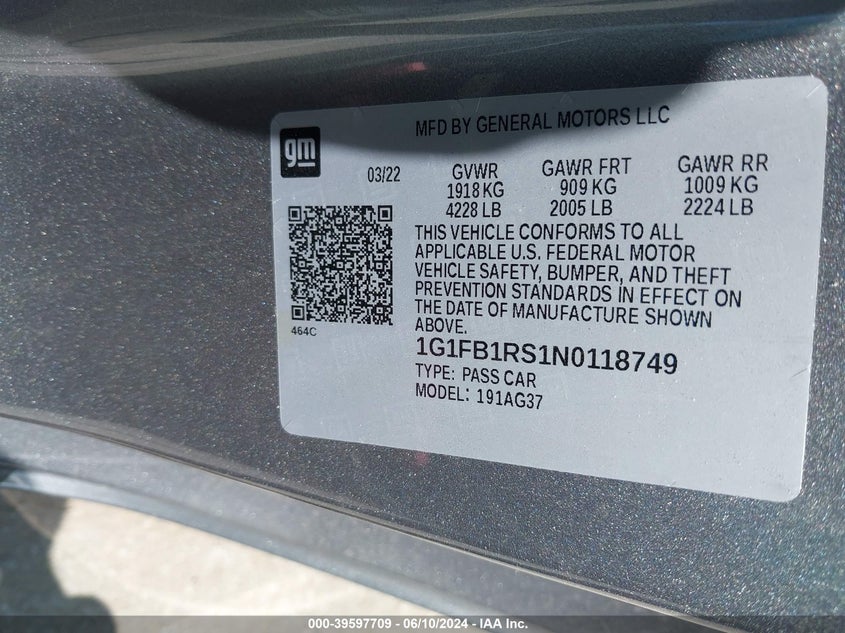 MFD BY GENERAL MOTORS LLC
gm
03/22
GVWR
1918 KG
4228 LB
GAWR FRT
909 KG
2005 LB
GAWR RR
1009 KG
2224 LB
THIS VEHICLE CONFORMS TO ALL
APPLICABLE U.S. FEDERAL MOTOR
VEHICLE SAFETY, BUMPER, AND THEFT
PREVENTION STANDARDS IN EFFECT ON
THE DATE OF MANUFACTURE SHOWN
ABOVE.
464C
1G1FB1RS1N0118749
TYPE: PASS CAR
MODEL: 191AG37
000-39597709 - 06/10/2024 - IAA Inc.